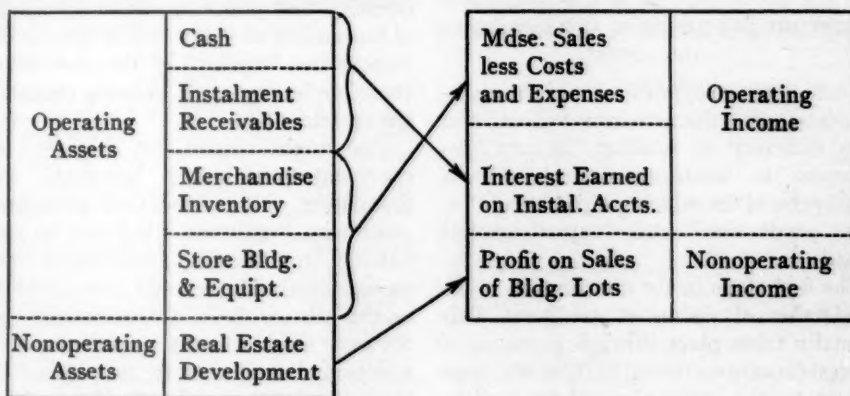 Operating
Assets
Cash
Instalment
Receivables
Merchandise
Inventory
Store Bldg.
& Equipt.
Nonoperating
Assets
Real Estate
Development
Mdse. Sales
less Costs
and Expenses
Interest Earned
on Instal. Accts.
Operating
Income
Profit on Sales
of Bldg. Lots
Nonoperating
Income